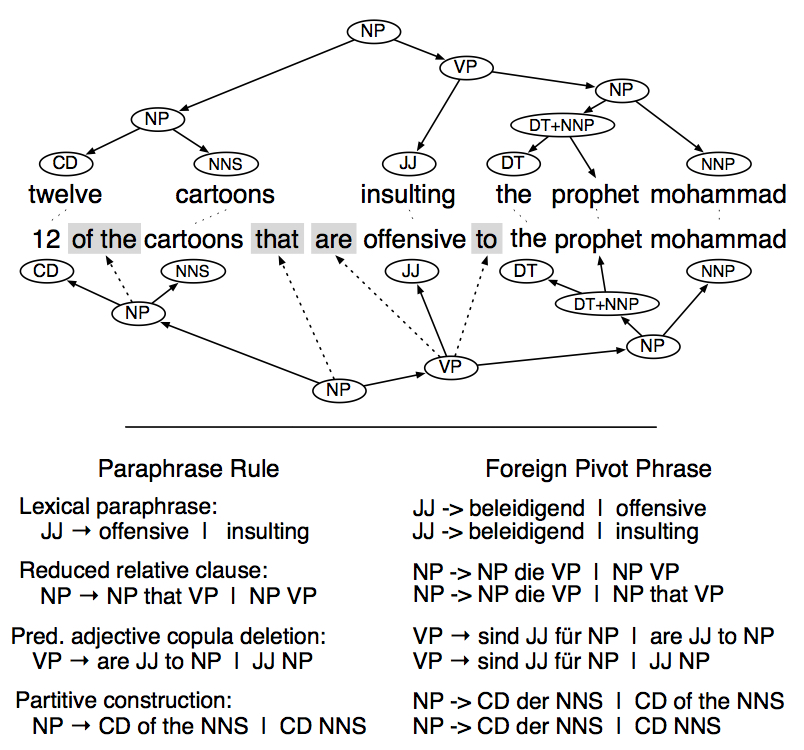 NP
VP
NP
NP
DT+NNP
CD NNS JJ DT NNP
twelve cartoons insulting the prophet mohammad
12 of the cartoons that are offensive to the prophet mohammad
CD NNS JJ DT NNP
DT+NNP
NP
NP
VP
NP
Paraphrase Rule Foreign Pivot Phrase
Lexical paraphrase:
JJ → offensive | insulting
JJ -> beleidigend | offensive
JJ -> beleidigend | insulting
Reduced relative clause:
NP → NP that VP | NP VP
NP -> NP die VP | NP VP
NP -> NP die VP | NP that VP
Pred. adjective copula deletion:
VP → are JJ to NP | JJ NP
VP → sind JJ für NP | are JJ to NP
VP → sind JJ für NP | JJ NP
Partitive construction:
NP → CD of the NNS | CD NNS
NP -> CD der NNS | CD of the NNS
NP -> CD der NNS | CD NNS